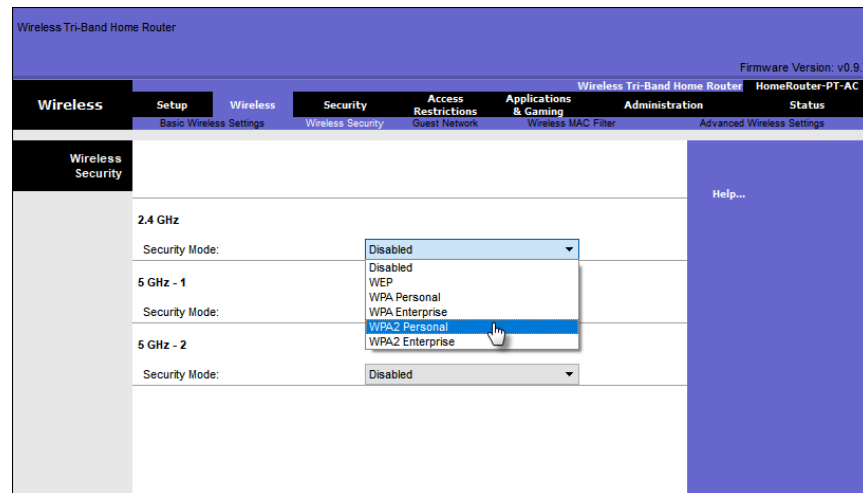 Wireless Tri-Band Home Router
Firmware Version: v0.9.
Wireless Tri-Band Home Router HomeRouter-PT-AC
Wireless
Setup Wireless Security Access Restrictions Applications & Gaming Administration Status
Basic Wireless Settings Wireless Security Guest Network Wireless MAC Filter Advanced Wireless Settings
Wireless
Security
Help...
2.4 GHz
Security Mode: Disabled
Disabled
WEP
WPA Personal
WPA Enterprise
WPA2 Personal
WPA2 Enterprise
5 GHz - 1
Security Mode:
5 GHz - 2
Security Mode: Disabled